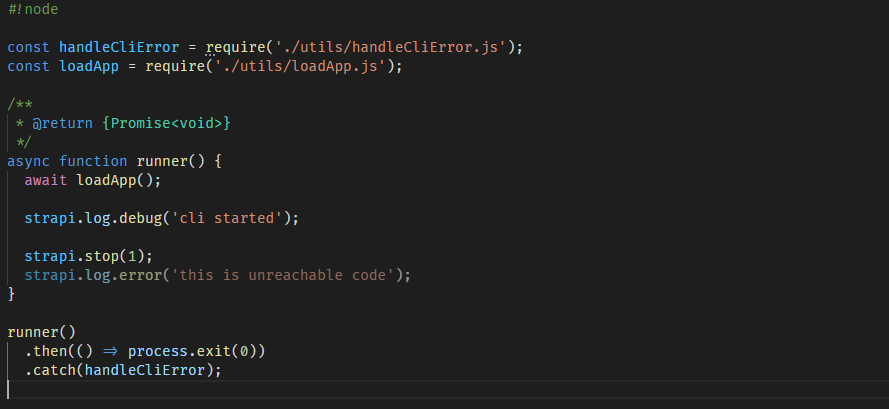 #!node
const handleCliError = require('./utils/handleCliError.js');
const loadApp = require('./utils/loadApp.js');
/**
 * @return {Promise<void>}
 */
async function runner() {
  await loadApp();
  strapi.log.debug('cli started');
  strapi.stop(1);
  strapi.log.error('this is unreachable code');
}
runner()
  .then(() => process.exit(0))
  .catch(handleCliError);